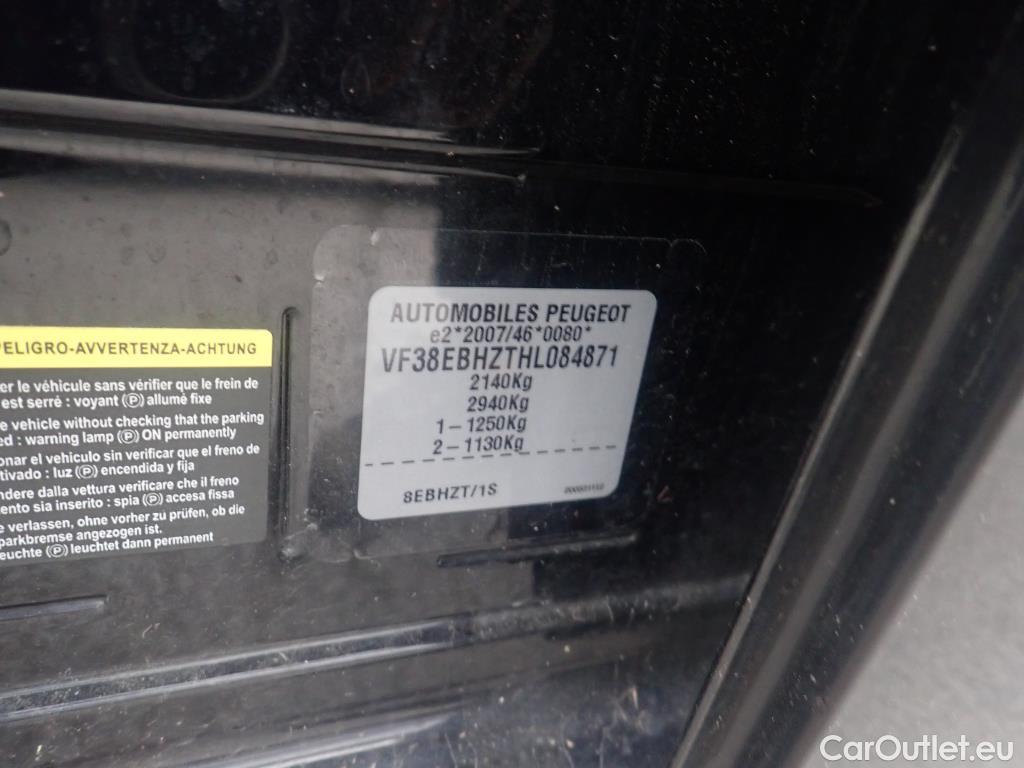 PELIGRO-AVVERTENZA-ACHTUNG
er le véhicule sans vérifier que le frein de
est serré : voyant (P) allumé fixe
e vehicle without checking that the parking
ed : warning lamp (P) ON permanently
onar el vehiculo sin verificar que el freno de
tivado : luz (P) encendida y fija
ndere dalla vettura verificare che il freno
ento sia inserito : spia (P) accesa fissa
e verlassen, ohne vorher zu prüfen, ob die
parkbremse angezogen ist.
euchte (P) leuchtet dann permanent
AUTOMOBILES PEUGEOT
e2*2007/46*0080*
VF38EBHZTHL084871
2140Kg
2940Kg
1-1250Kg
2-1130Kg
8EBHZT/1S
CarOutlet.eu